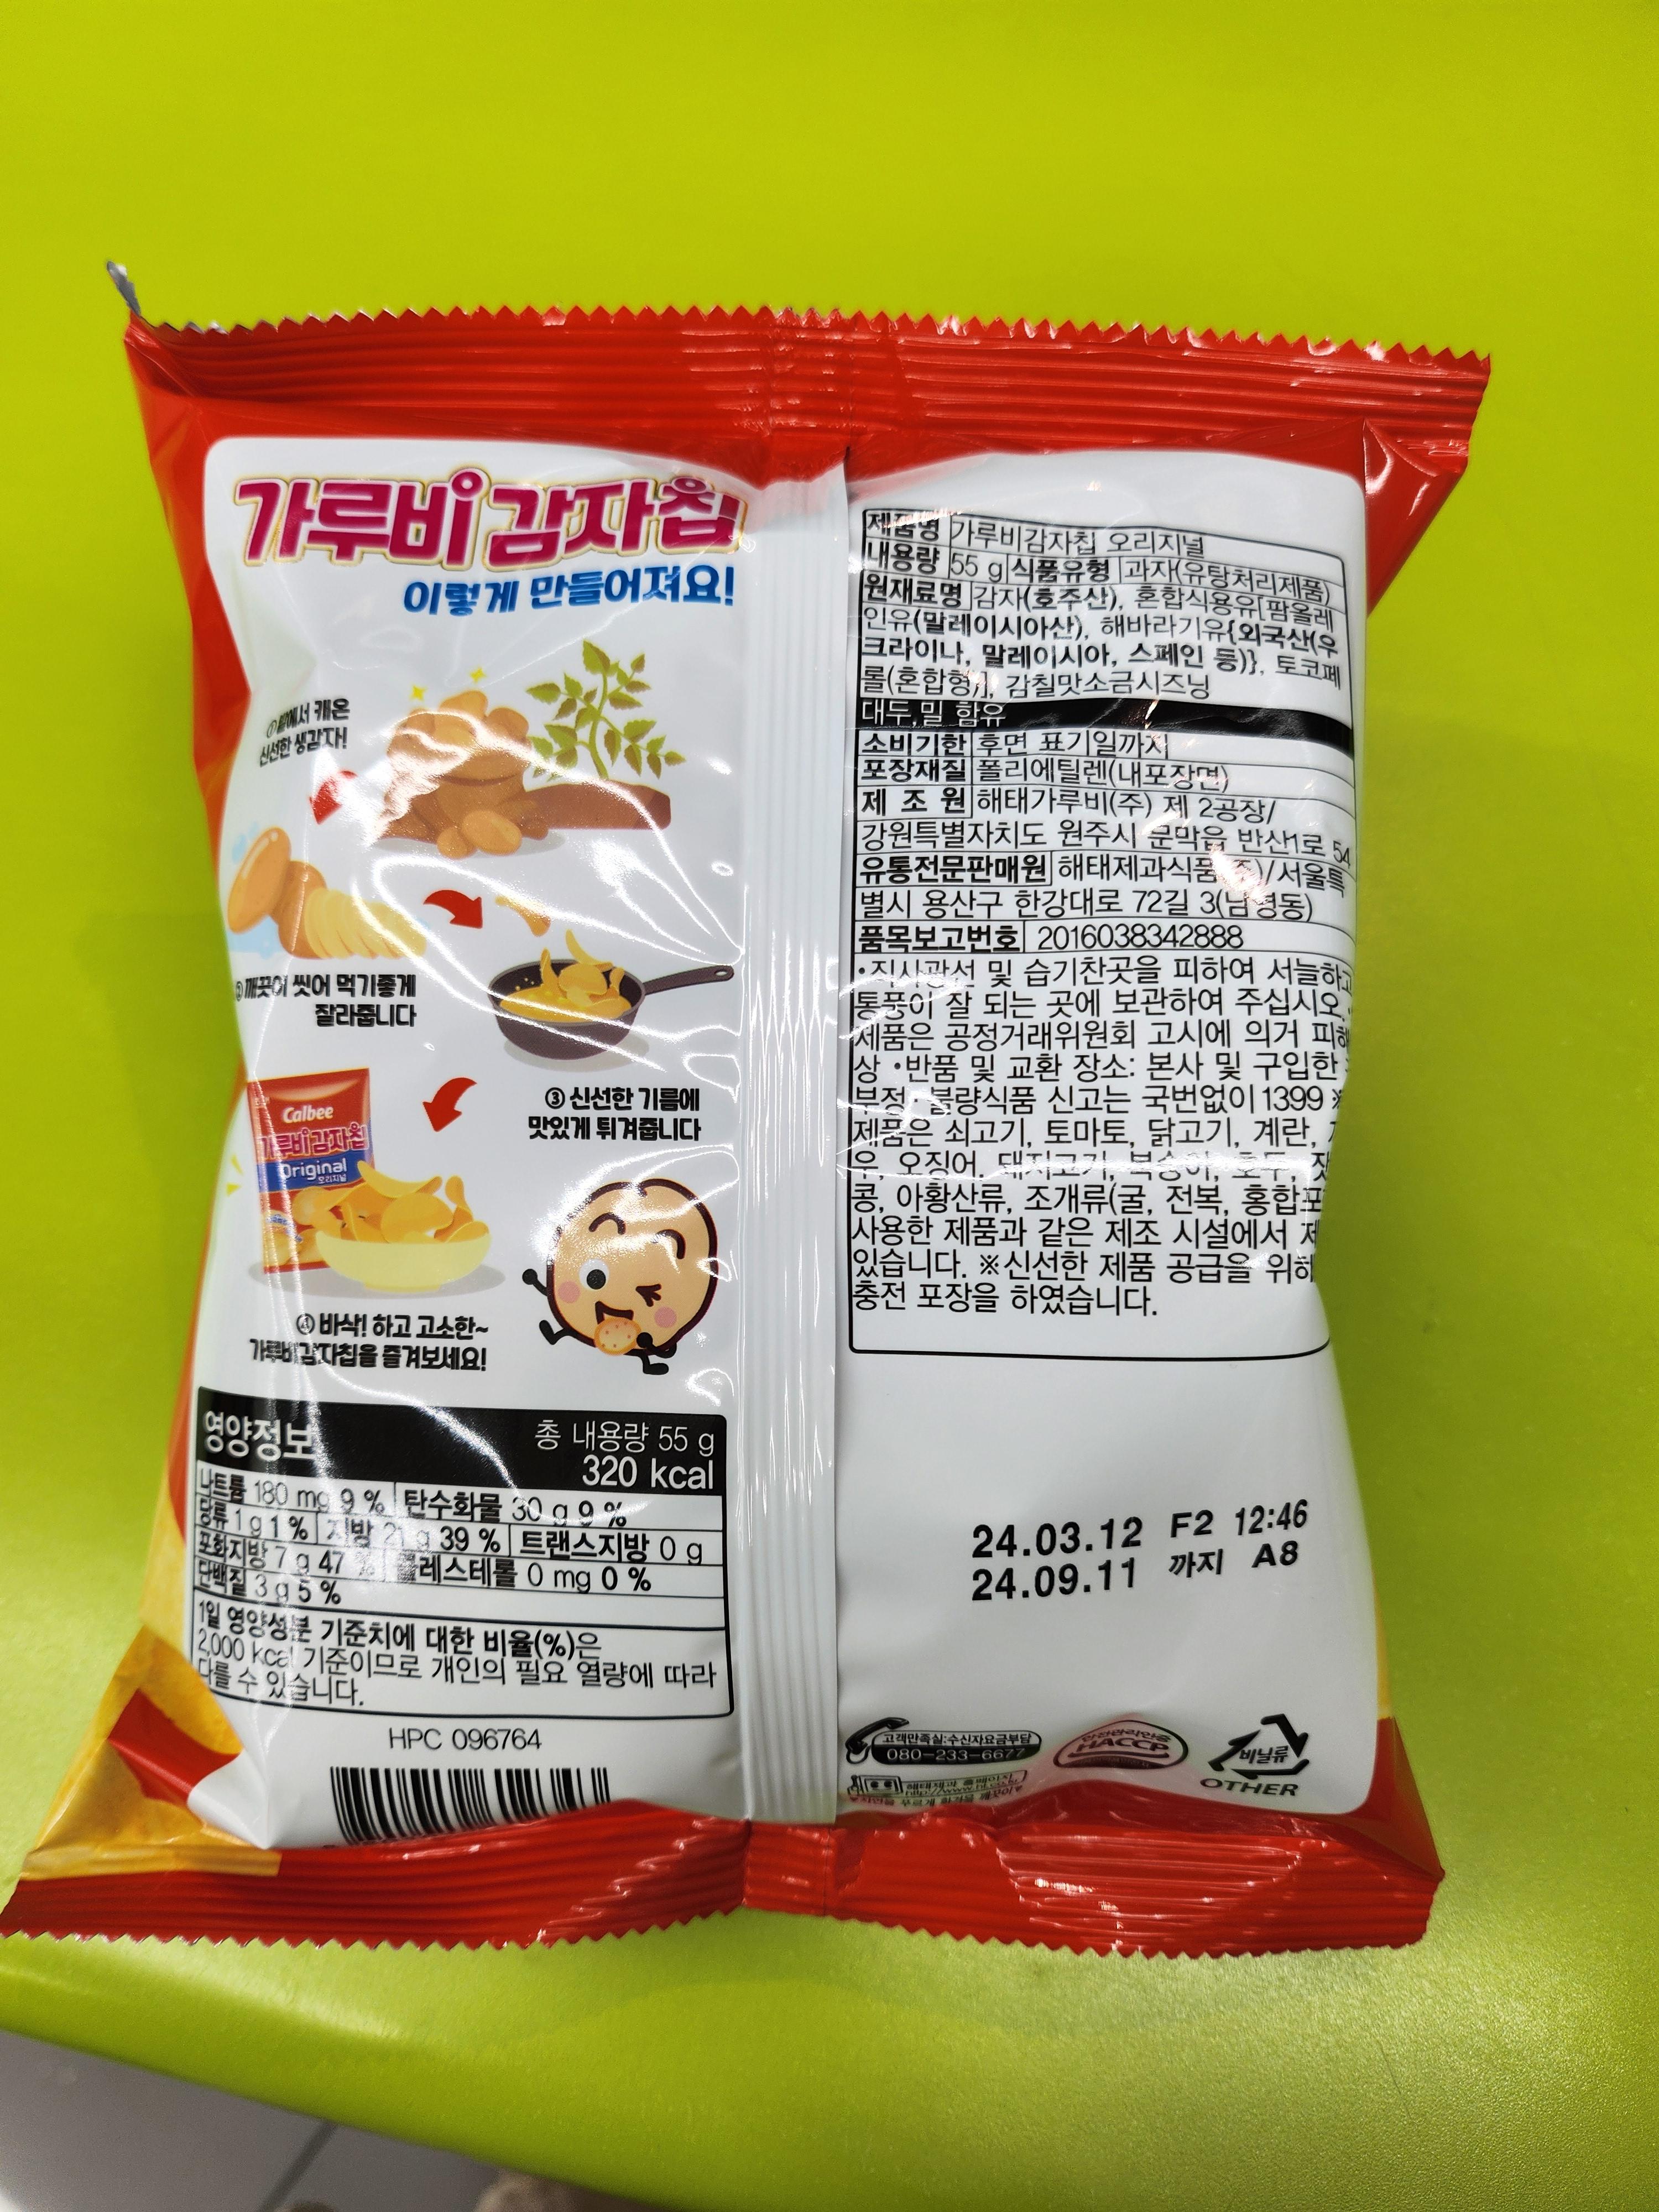 가루비감자칩
이렇게 만들어져요!
캐온
신선한 생감자!
깨끗이 씻어 먹기좋게
잘라줍니다
③ 신선한 기름에
맛있게 튀겨줍니다
Calbee
가루비감자칩
Original
오리지널
④ 바삭! 하고 고소한~
가루비감자칩을 즐겨보세요!
영양정보 총 내용량 55 g
320 kcal
나트륨 180 mg 9 % 탄수화물 30 g 9 %
당류 1 g 1 % 지방 g 39 % 트랜스지방 0 g
포화지방 7 g 47 콜레스테롤 0 mg 0 %
단백질 3 g 5 %
1일 영양성분 기준치에 대한 비율(%)은
2,000 kcal 기준이므로 개인의 필요 열량에 따라
다를 수 있습니다.
HPC 096764
제품명 가루비감자칩 오리지널
내용량 55 g 식품유형 과자(유탕처리제품)
원재료명 감자(호주산), 혼합식용유[팜올레
인유(말레이시아산), 해바라기유{외국산(우
크라이나, 말레이시아, 스페인 등)}, 토코페
롤(혼합형)], 감칠맛소금시즈닝
대두,밀 함유
소비기한 후면 표기일까지
포장재질 폴리에틸렌(내포장면)
제 조 원 해태가루비(주) 제 2공장/
강원특별자치도 원주시 문막읍 반산1로 54
유통전문판매원 해태제과식품(주)/서울특
별시 용산구 한강대로 72길 3(남영동)
품목보고번호 2016038342888
•직사광선 및 습기찬곳을 피하여 서늘하고
통풍이 잘 되는 곳에 보관하여 주십시오.
제품은 공정거래위원회 고시에 의거 피해
상 •반품 및 교환 장소: 본사 및 구입한
부정·불량식품 신고는 국번없이 1399 ※
제품은 쇠고기, 토마토, 닭고기, 계란,
우, 오징어, 돼지고기, 복숭아, 호두, 잣
콩, 아황산류, 조개류(굴, 전복, 홍합포
사용한 제품과 같은 제조 시설에서 제
있습니다. ※신선한 제품 공급을 위해
충전 포장을 하였습니다.
24.03.12 F2 12:46
24.09.11 까지 A8
고객만족실:수신자요금부담
080-233-6677
HACCP
비닐류
OTHER
해태제과 홈페이지